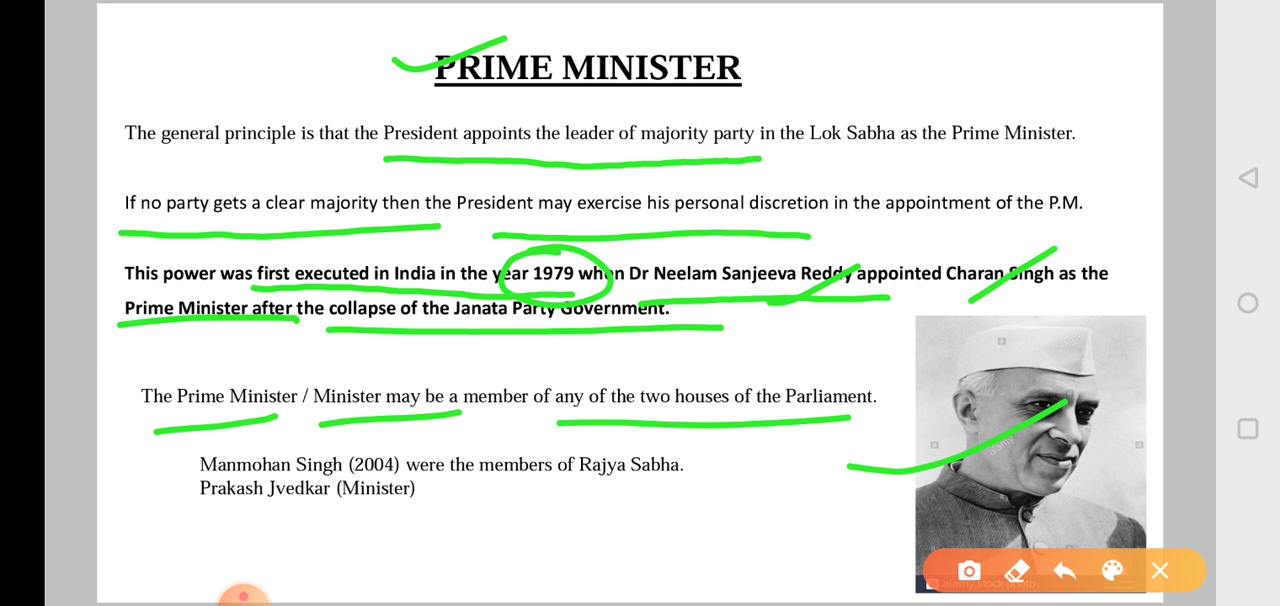 PRIME MINISTER
The general principle is that the President appoints the leader of majority party in the Lok Sabha as the Prime Minister.
If no party gets a clear majority then the President may exercise his personal discretion in the appointment of the P.M.
This power was first executed in India in the year 1979 when Dr Neelam Sanjeeva Reddy appointed Charan Singh as the
Prime Minister after the collapse of the Janata Party Government.
The Prime Minister / Minister may be a member of any of the two houses of the Parliament.
Manmohan Singh (2004) were the members of Rajya Sabha.
Prakash Jvedkar (Minister)
alamy
alamy stock photo